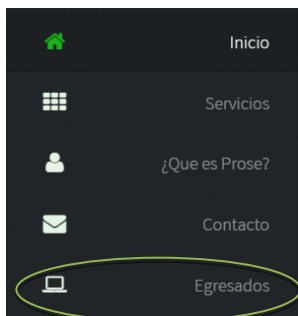 Inicio
Servicios
¿Que es Prose?
Contacto
Egresados